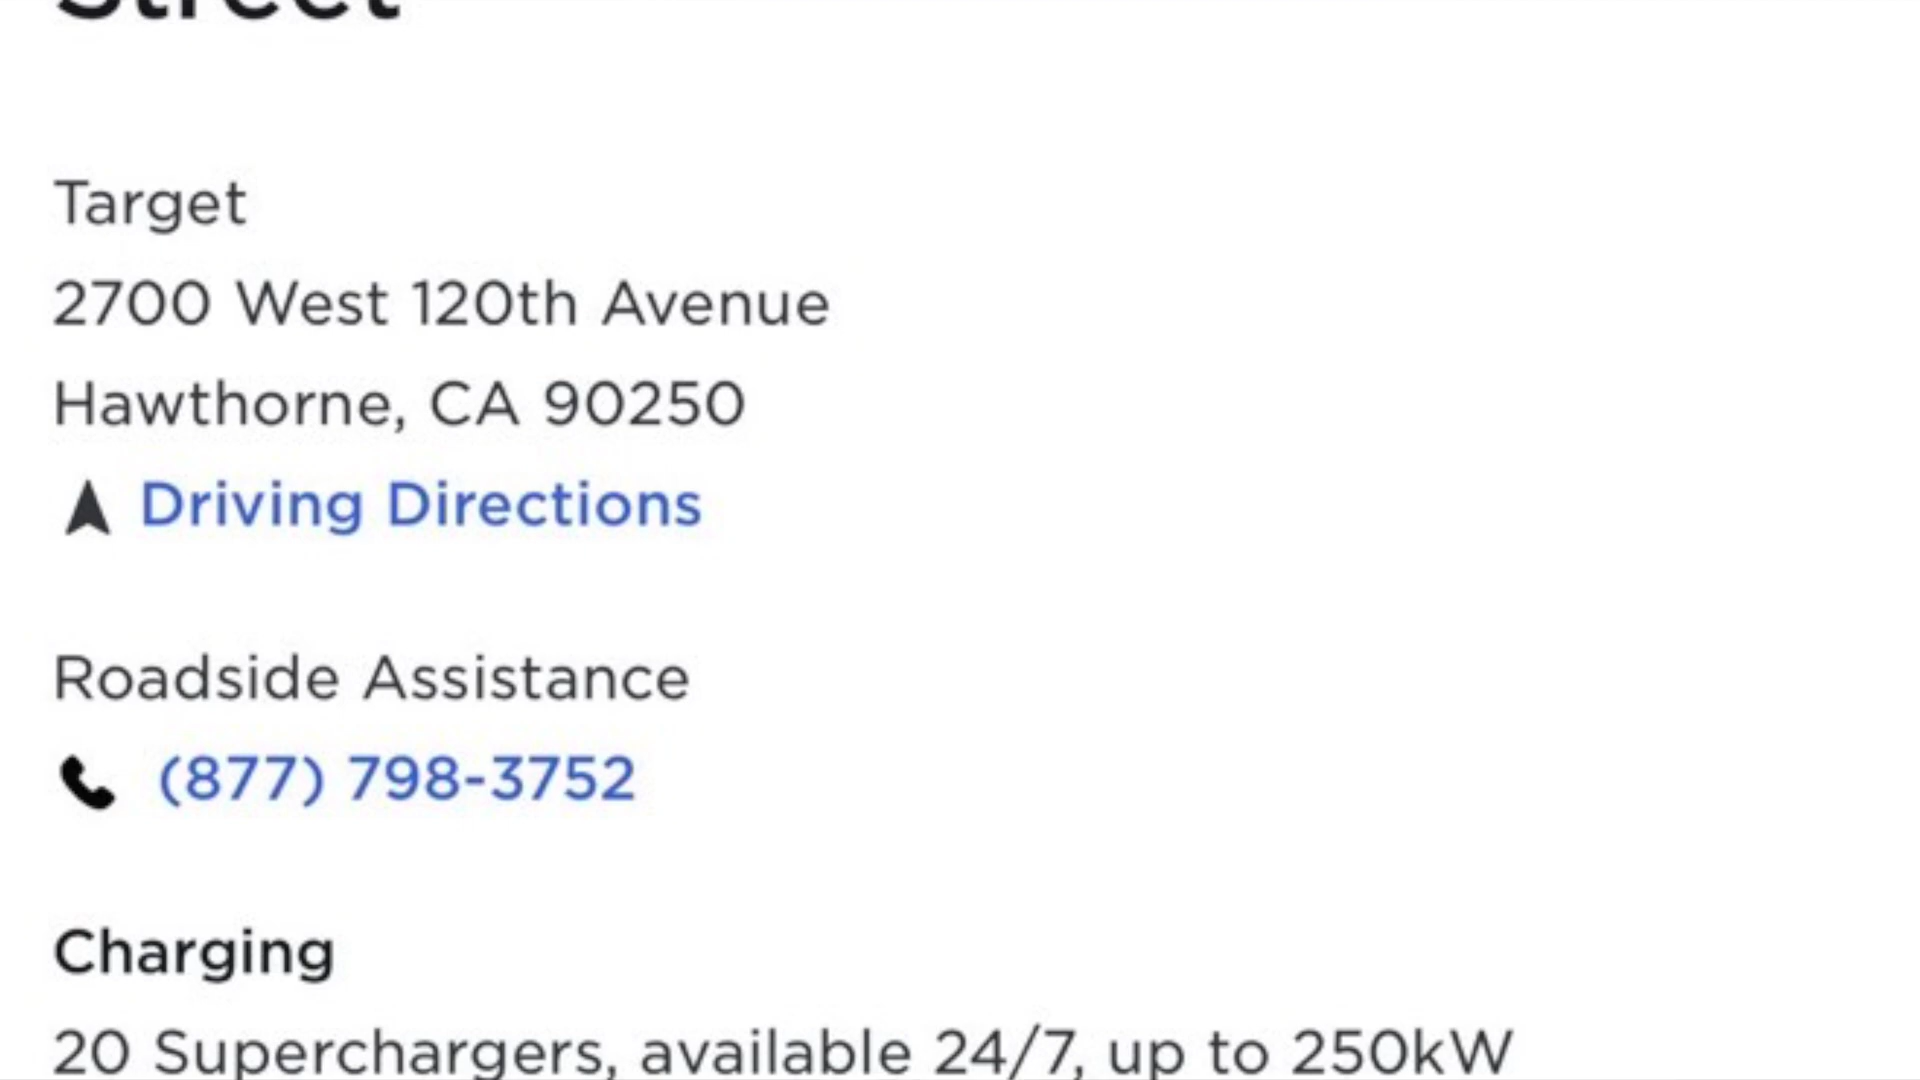 Street
Target
2700 West 120th Avenue
Hawthorne, CA 90250
Driving Directions
Roadside Assistance
(877) 798-3752
Charging
20 Superchargers, available 24/7, up to 250kW